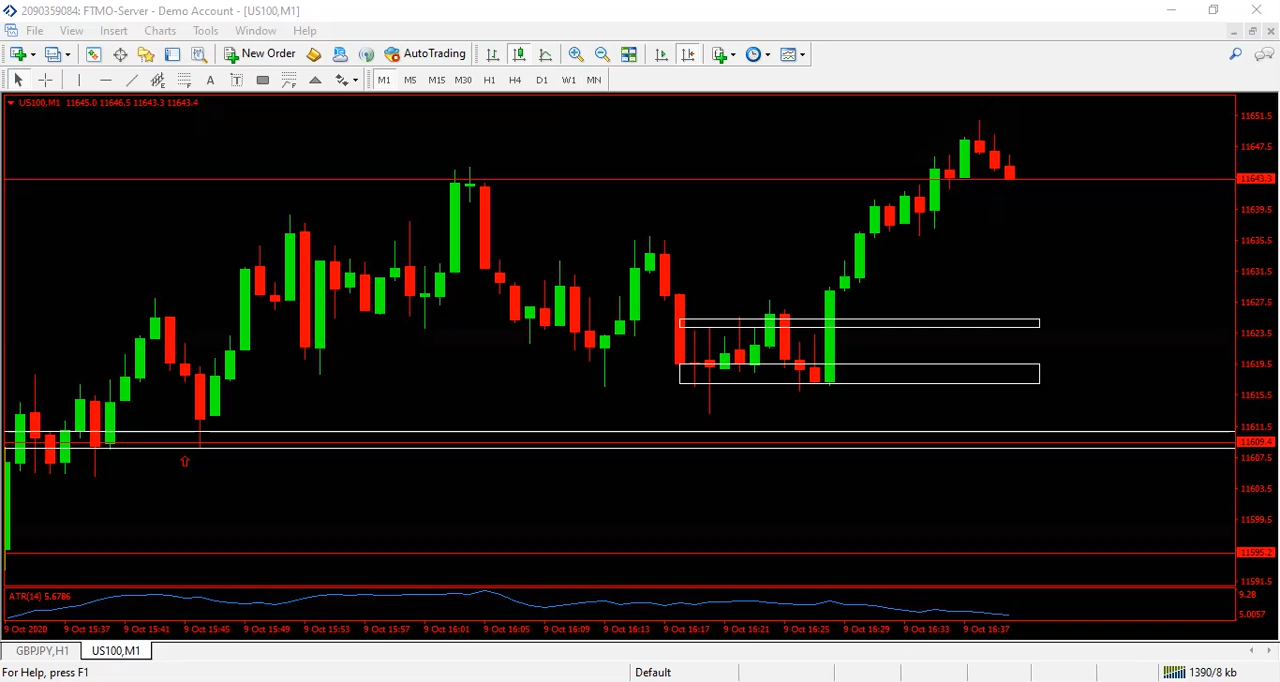 2090359084: FTMO-Server - Demo Account - [US100,M1]
File View Insert Charts Tools Window Help
New Order AutoTrading
A T M1 M5 M15 M30 H1 H4 D1 W1 MN
US100,M1 11645.0 11646.5 11643.3 11643.4
11651.5
11647.5
11643.3
11639.5
11635.5
11631.5
11627.5
11623.5
11619.5
11615.5
11611.5
11609.4
11607.5
11603.5
11599.5
11595.2
11591.5
ATR(14) 5.6786
9.28
5.0057
9 Oct 2020 9 Oct 15:37 9 Oct 15:41 9 Oct 15:45 9 Oct 15:49 9 Oct 15:53 9 Oct 15:57 9 Oct 16:01 9 Oct 16:05 9 Oct 16:09 9 Oct 16:13 9 Oct 16:17 9 Oct 16:21 9 Oct 16:25 9 Oct 16:29 9 Oct 16:33 9 Oct 16:37
GBPJPY,H1 US100,M1
For Help, press F1 Default 1390/8 kb